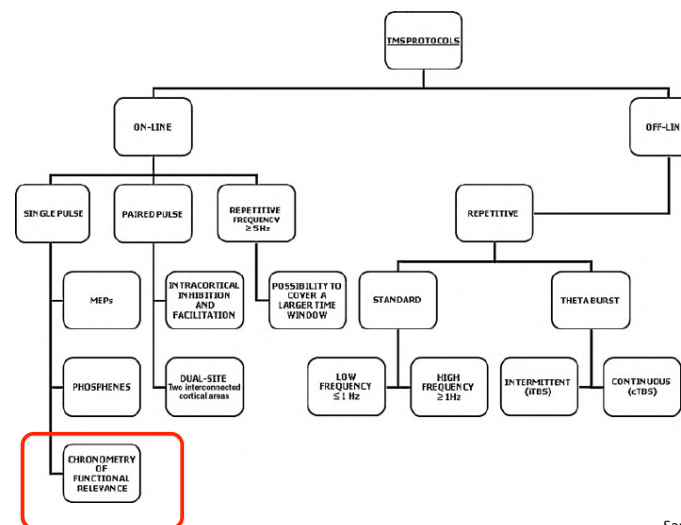 TMS PROTOCOLS
ON-LINE
OFF-LIN
SINGLE PULSE
PAIRED PULSE
REPETITIVE
FREQUENCY
≥ 5Hz
REPETITIVE
MEPs
INTRACORTICAL
INHIBITION
AND
FACILITATION
POSSIBILITY TO
COVER A
LARGER TIME
WINDOW
STANDARD
THETA BURST
PHOSPHENES
DUAL-SITE
Two interconnected
cortical areas
LOW
FREQUENCY
≤ 1 Hz
HIGH
FREQUENCY
≥ 1Hz
INTERMITTENT
(iTBS)
CONTINUOUS
(cTBS)
CHRONOMETRY
OF
FUNCTIONAL
RELEVANCE